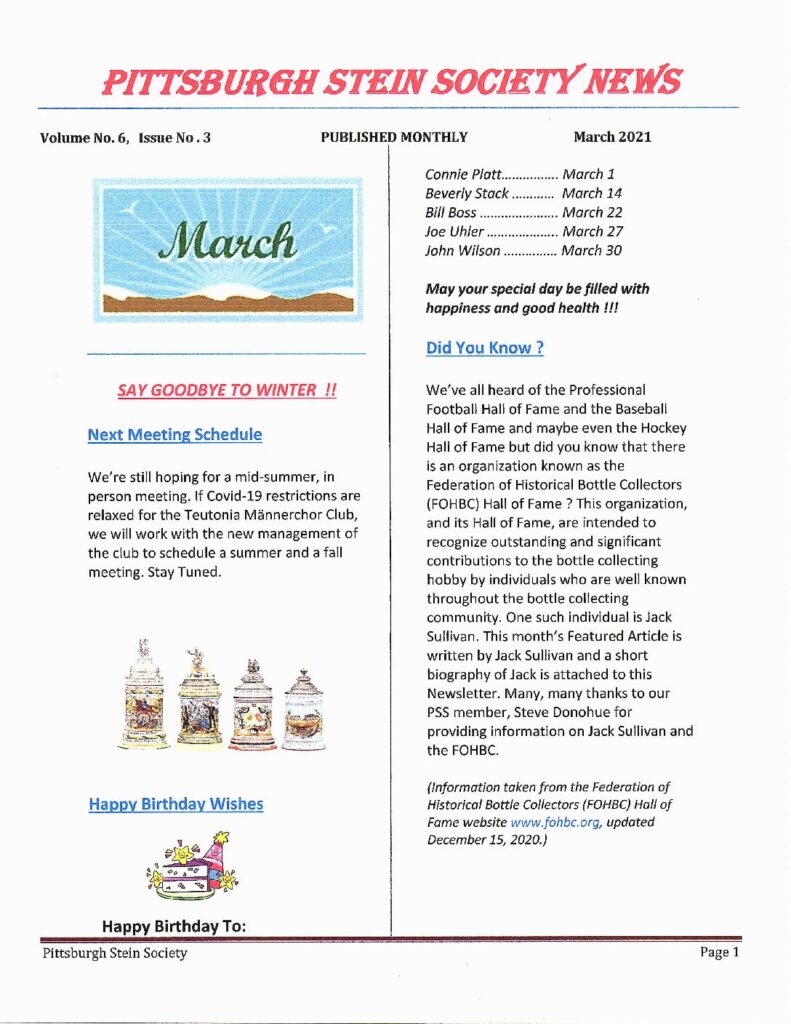 PITTSBURGH STEIN SOCIETY NEWS
Volume No. 6, Issue No. 3 PUBLISHED MONTHLY March 2021
March
SAY GOODBYE TO WINTER !!
Next Meeting Schedule
We're still hoping for a mid-summer, in
person meeting. If Covid-19 restrictions are
relaxed for the Teutonia Männerchor Club,
we will work with the new management of
the club to schedule a summer and a fall
meeting. Stay Tuned.
Happy Birthday Wishes
Happy Birthday To:
Connie Platt................ March 1
Beverly Stack ............ March 14
Bill Boss ...................... March 22
Joe Uhler .................... March 27
John Wilson ............... March 30
May your special day be filled with
happiness and good health !!!
Did You Know ?
We've all heard of the Professional
Football Hall of Fame and the Baseball
Hall of Fame and maybe even the Hockey
Hall of Fame but did you know that there
is an organization known as the
Federation of Historical Bottle Collectors
(FOHBC) Hall of Fame ? This organization,
and its Hall of Fame, are intended to
recognize outstanding and significant
contributions to the bottle collecting
hobby by individuals who are well known
throughout the bottle collecting
community. One such individual is Jack
Sullivan. This month's Featured Article is
written by Jack Sullivan and a short
biography of Jack is attached to this
Newsletter. Many, many thanks to our
PSS member, Steve Donohue for
providing information on Jack Sullivan and
the FOHBC.
(Information taken from the Federation of
Historical Bottle Collectors (FOHBC) Hall of
Fame website www.fohbc.org, updated
December 15, 2020.)
Pittsburgh Stein Society Page 1